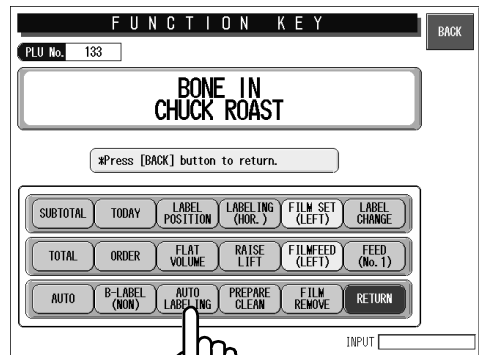 FUNCTION KEY
BACK
PLU No. 133
BONE IN
CHUCK ROAST
*Press [BACK] button to return.
SUBTOTAL TODAY LABEL POSITION LABELING (HOR.) FILM SET (LEFT) LABEL CHANGE
TOTAL ORDER FLAT VOLUME RAISE LIFT FILMFEED (LEFT) FEED (No.1)
AUTO B-LABEL (NON) AUTO LABELING PREPARE CLEAN FILM REMOVE RETURN
INPUT